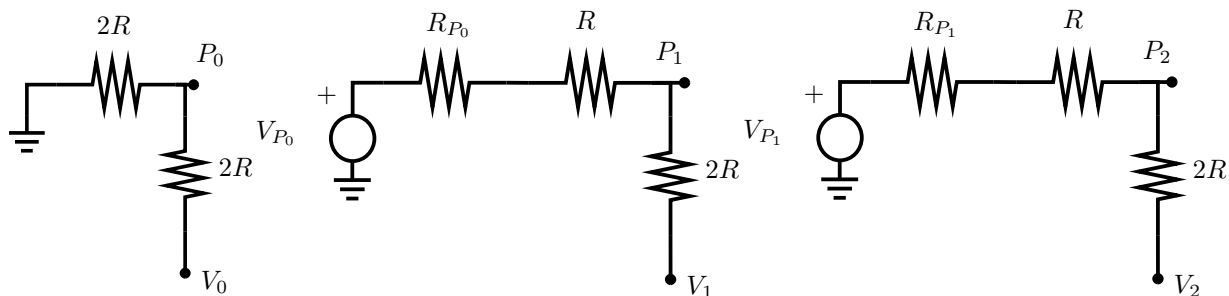 2R
P_0
2R
V_0
R_{P_0}
R
P_1
+
V_{P_0}
2R
V_1
R_{P_1}
R
P_2
+
V_{P_1}
2R
V_2